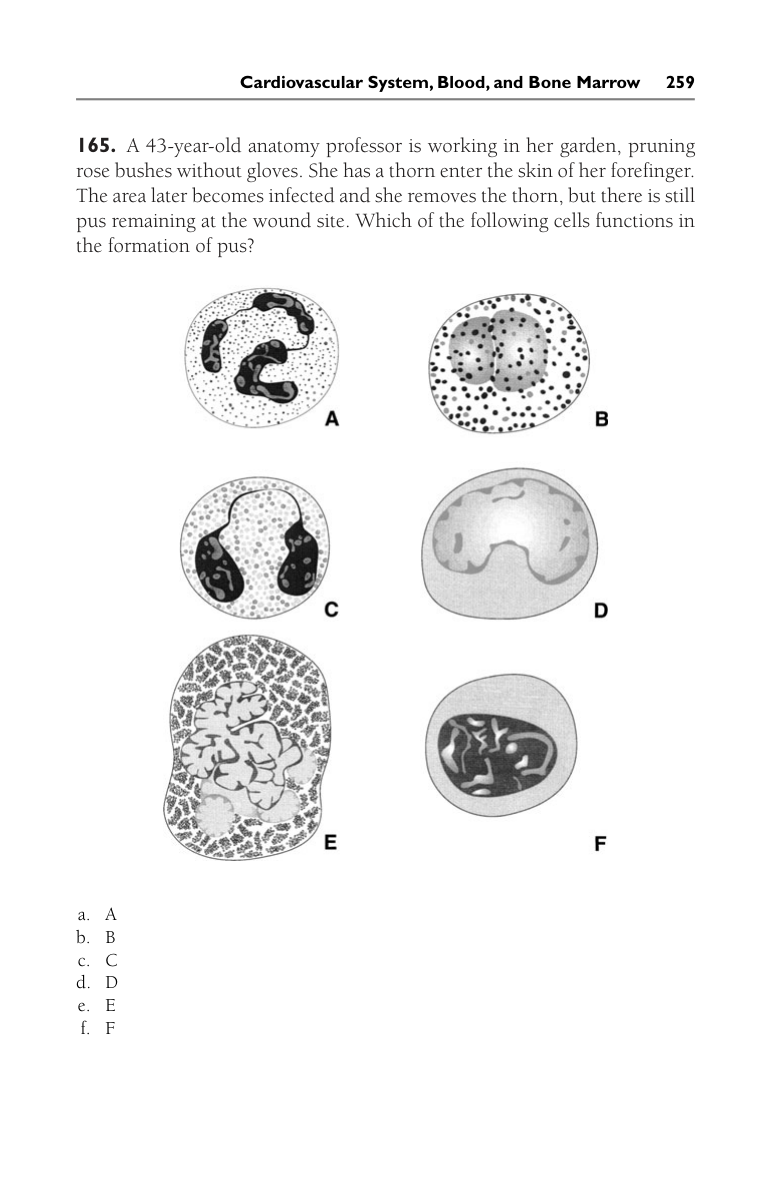 Cardiovascular System, Blood, and Bone Marrow 259
165. A 43-year-old anatomy professor is working in her garden, pruning
rose bushes without gloves. She has a thorn enter the skin of her forefinger.
The area later becomes infected and she removes the thorn, but there is still
pus remaining at the wound site. Which of the following cells functions in
the formation of pus?
A
B
C
D
E
F
a. A
b. B
c. C
d. D
e. E
f. F